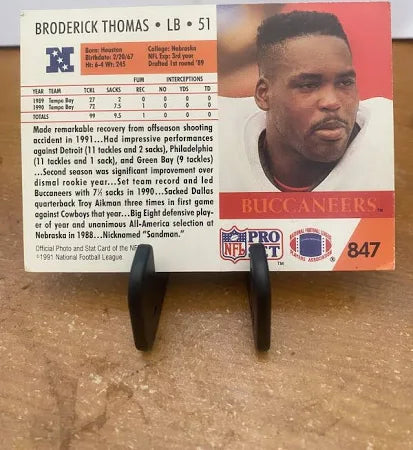 BRODERICK THOMAS • LB • 51
Born: Houston
Birthdate: 2/20/67
Ht: 6-4 Wt: 245
College: Nebraska
NFL Exp: 3rd year
Drafted 1st round '89
FUM INTERCEPTIONS
YEAR TEAM TCKL SACKS REC NO YDS TD
1989 Tampa Bay 27 2 0 0 0 0
1990 Tampa Bay 72 7.5 1 0 0 0
TOTALS 99 9.5 1 0 0 0
Made remarkable recovery from offseason shooting
accident in 1991...Had impressive performances
against Detroit (11 tackles and 2 sacks), Philadelphia
(11 tackles and 1 sack), and Green Bay (9 tackles)
...Second season was significant improvement over
dismal rookie year...Set team record and led
Buccaneers with 7½ sacks in 1990...Sacked Dallas
quarterback Troy Aikman three times in first game
against Cowboys that year...Big Eight defensive play-
er of year and unanimous All-America selection at
Nebraska in 1988...Nicknamed "Sandman."
Official Photo and Stat Card of the NF
©1991 National Football League.
BUCCANEERS™
NFL PRO SET
NATIONAL FOOTBALL LEAGUE
PLAYERS ASSOCIATION
847